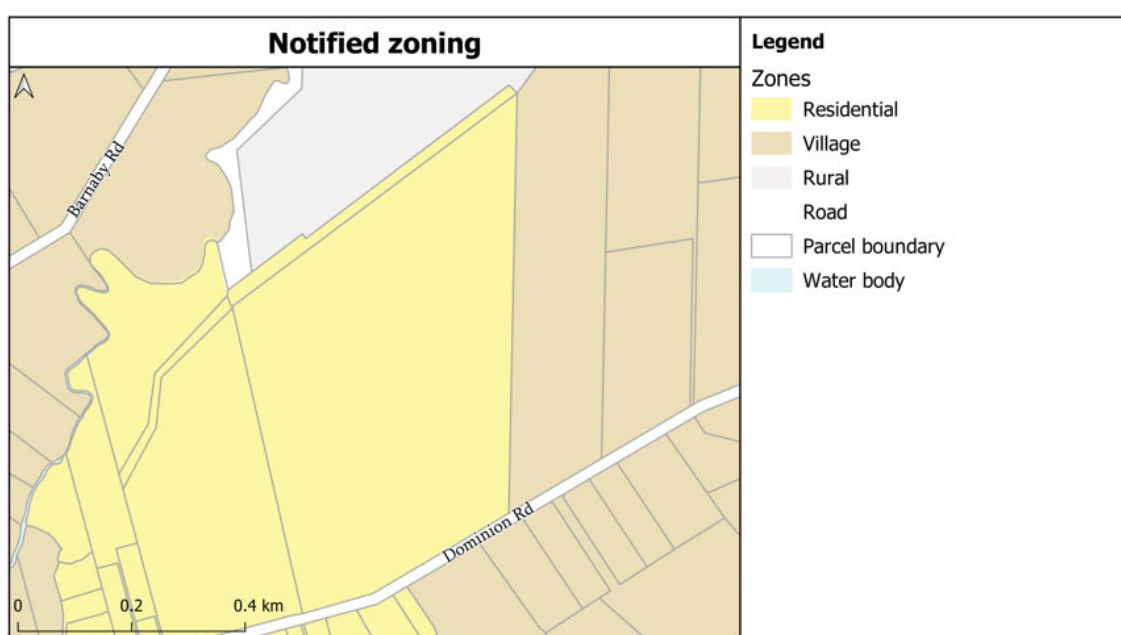 Notified zoning
Barnaby Rd
Dominion Rd
0 0.2 0.4 km
Legend
Zones
Residential
Village
Rural
Road
Parcel boundary
Water body